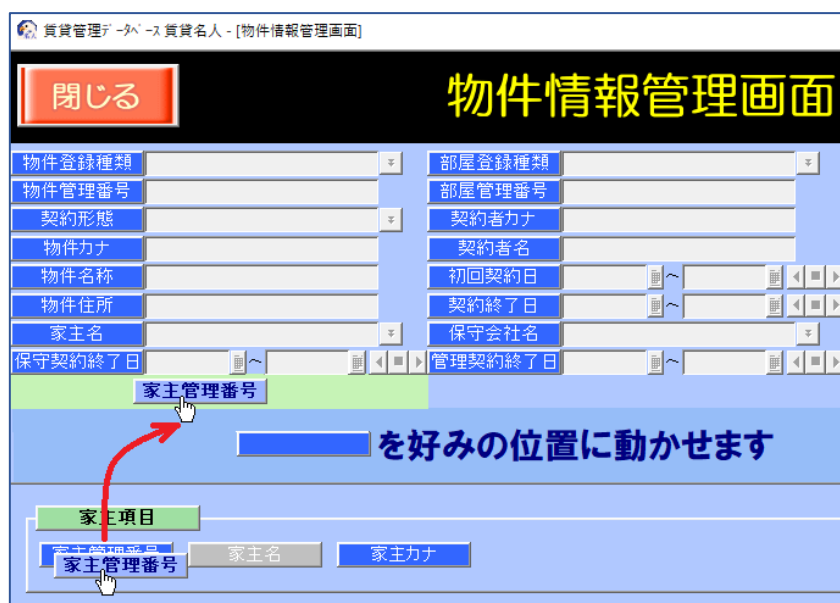 賃貸管理ﾃﾞｰﾀﾍﾞｰｽ 賃貸名人 - [物件情報管理画面]
閉じる 物件情報管理画面
物件登録種類 部屋登録種類
物件管理番号 部屋管理番号
契約形態 契約者カナ
物件カナ 契約者名
物件名称 初回契約日 ～
物件住所 契約終了日 ～
家主名 保守会社名
保守契約終了日 ～ 管理契約終了日 ～
家主管理番号
を好みの位置に動かせます
家主項目
家主管理番号 家主名 家主カナ
家主管理番号